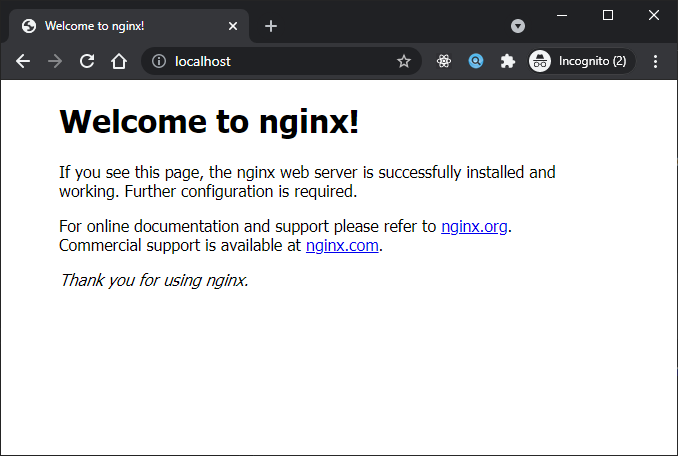 Welcome to nginx!
localhost
Incognito (2)
Welcome to nginx!
If you see this page, the nginx web server is successfully installed and
working. Further configuration is required.
For online documentation and support please refer to nginx.org.
Commercial support is available at nginx.com.
Thank you for using nginx.